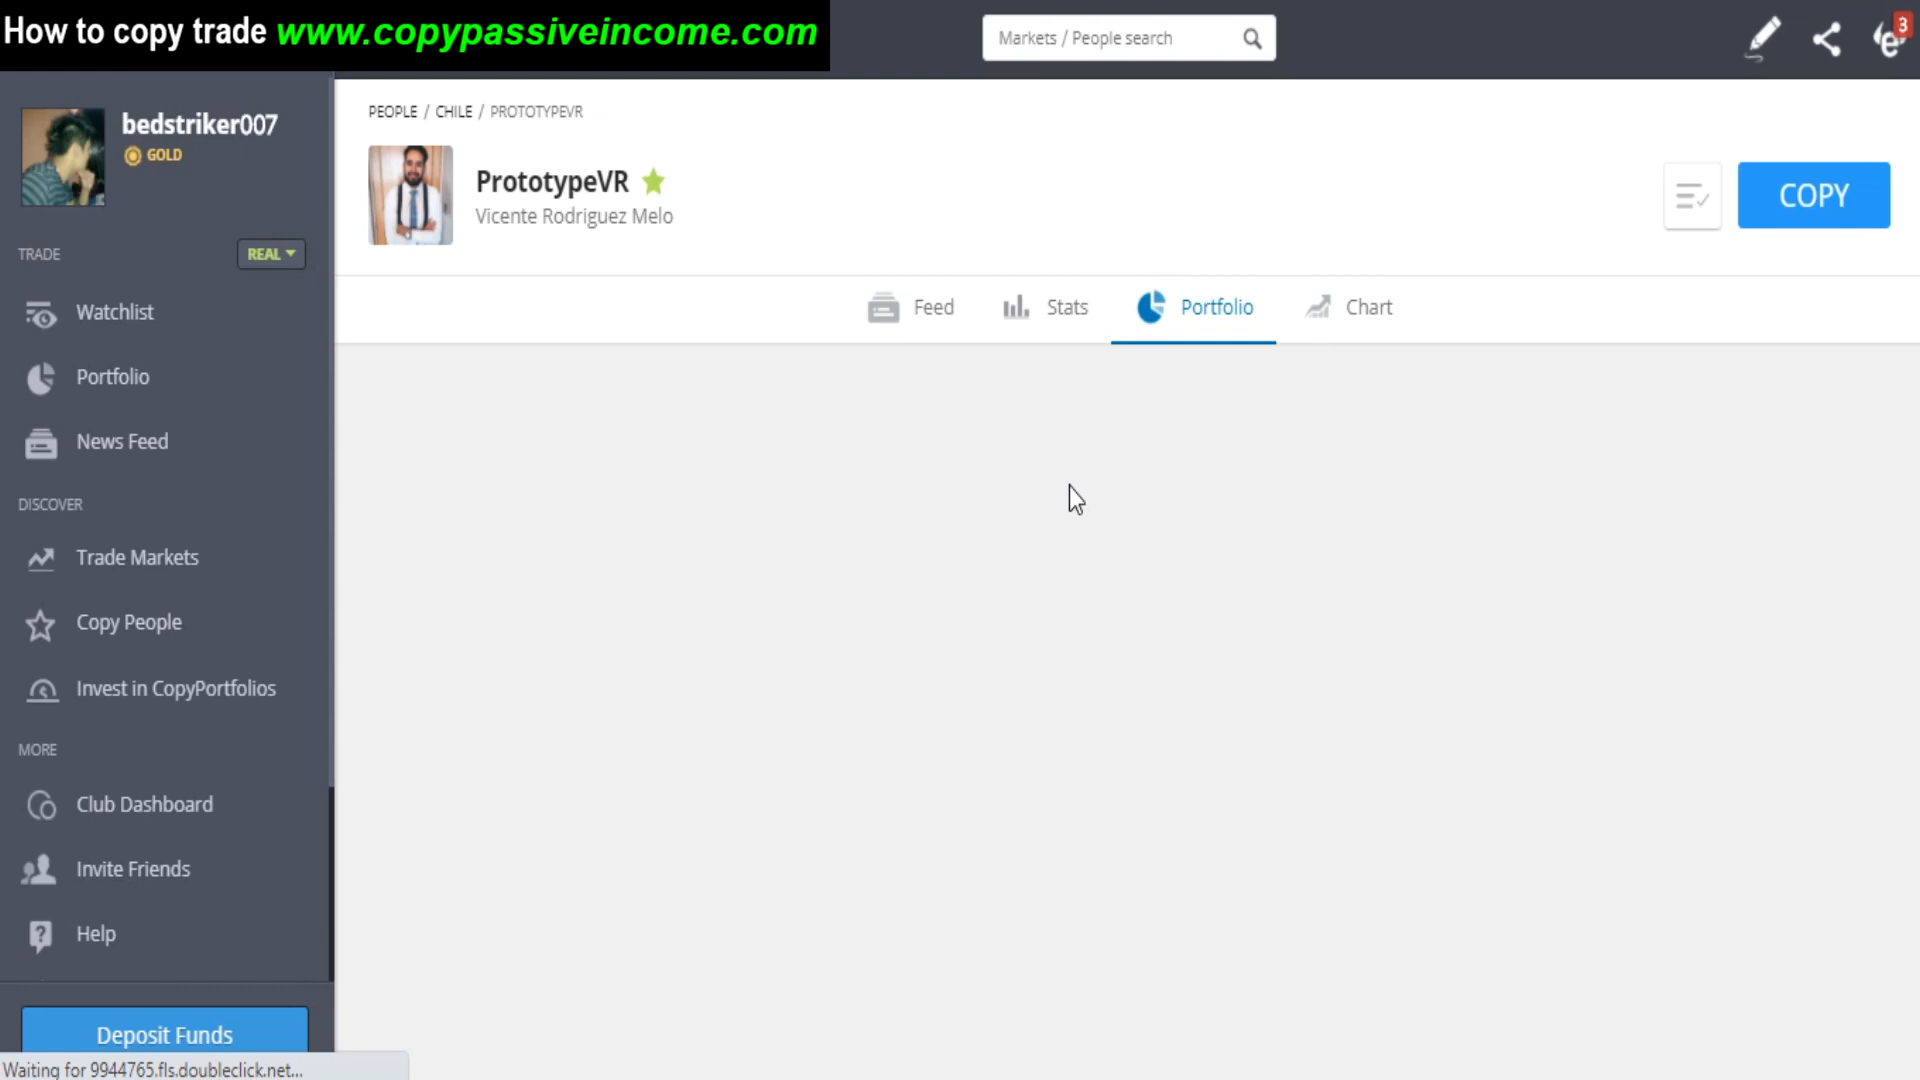 How to copy trade www.copypassiveincome.com
Markets / People search
3
bedstriker007
GOLD
TRADE
REAL
Watchlist
Portfolio
News Feed
DISCOVER
Trade Markets
Copy People
Invest in CopyPortfolios
MORE
Club Dashboard
Invite Friends
Help
Deposit Funds
Waiting for 9944765.fls.doubleclick.net...
PEOPLE / CHILE / PROTOTYPEVR
PrototypeVR
Vicente Rodriguez Melo
COPY
Feed
Stats
Portfolio
Chart